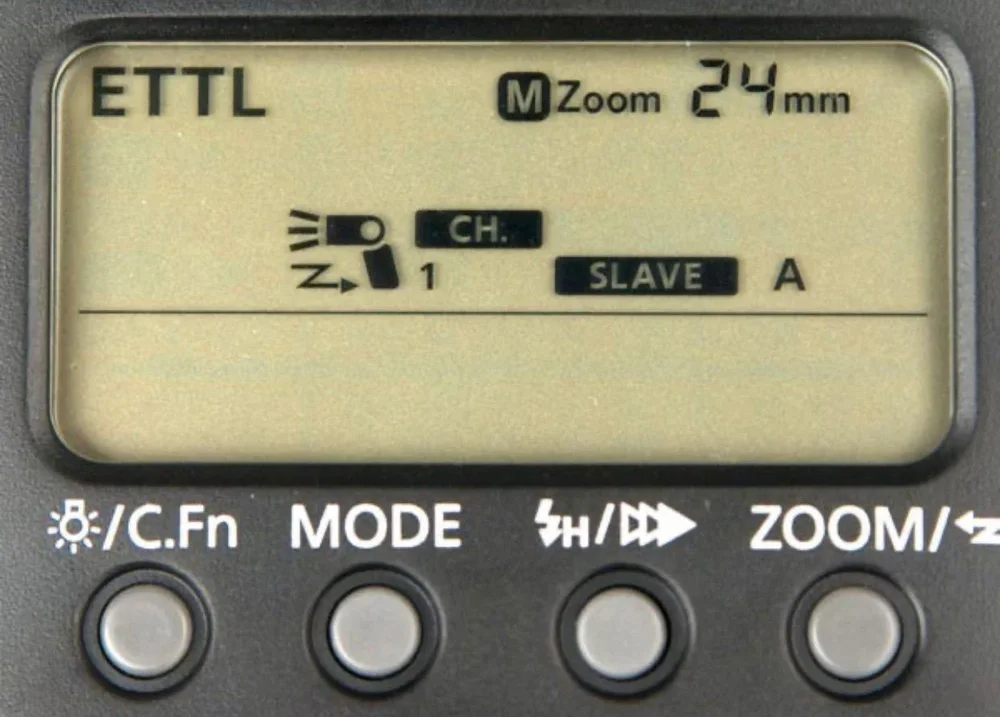 ETTL M Zoom 24mm
CH.
1 SLAVE A
/C.Fn MODE H/ ZOOM/